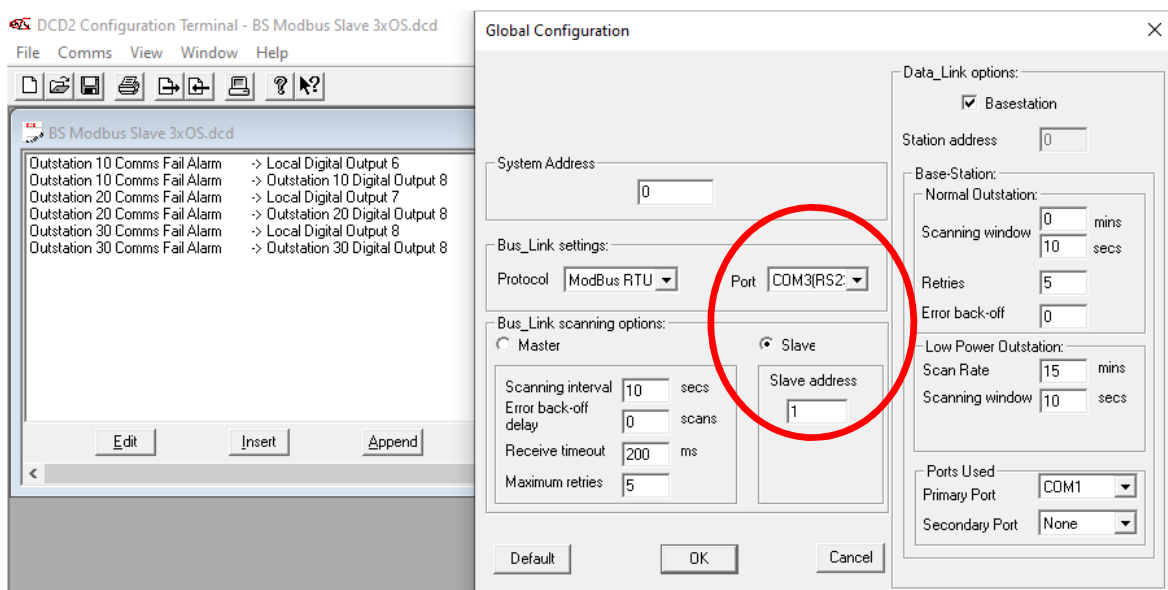 DCD2 Configuration Terminal - BS Modbus Slave 3xOS.dcd
File Comms View Window Help
BS Modbus Slave 3xOS.dcd
Outstation 10 Comms Fail Alarm -> Local Digital Output 6
Outstation 10 Comms Fail Alarm -> Outstation 10 Digital Output 8
Outstation 20 Comms Fail Alarm -> Local Digital Output 7
Outstation 20 Comms Fail Alarm -> Outstation 20 Digital Output 8
Outstation 30 Comms Fail Alarm -> Local Digital Output 8
Outstation 30 Comms Fail Alarm -> Outstation 30 Digital Output 8
Edit Insert Append
Global Configuration
System Address
0
Bus_Link settings:
Protocol ModBus RTU Port COM3(RS2:
Bus_Link scanning options:
Master Slave
Scanning interval 10 secs
Error back-off
delay 0 scans
Receive timeout 200 ms
Maximum retries 5
Slave address
1
Default OK Cancel
Data_Link options:
Basestation
Station address 0
Base-Station:
Normal Outstation:
Scanning window 0 mins
10 secs
Retries 5
Error back-off 0
Low Power Outstation:
Scan Rate 15 mins
Scanning window 10 secs
Ports Used
Primary Port COM1
Secondary Port None